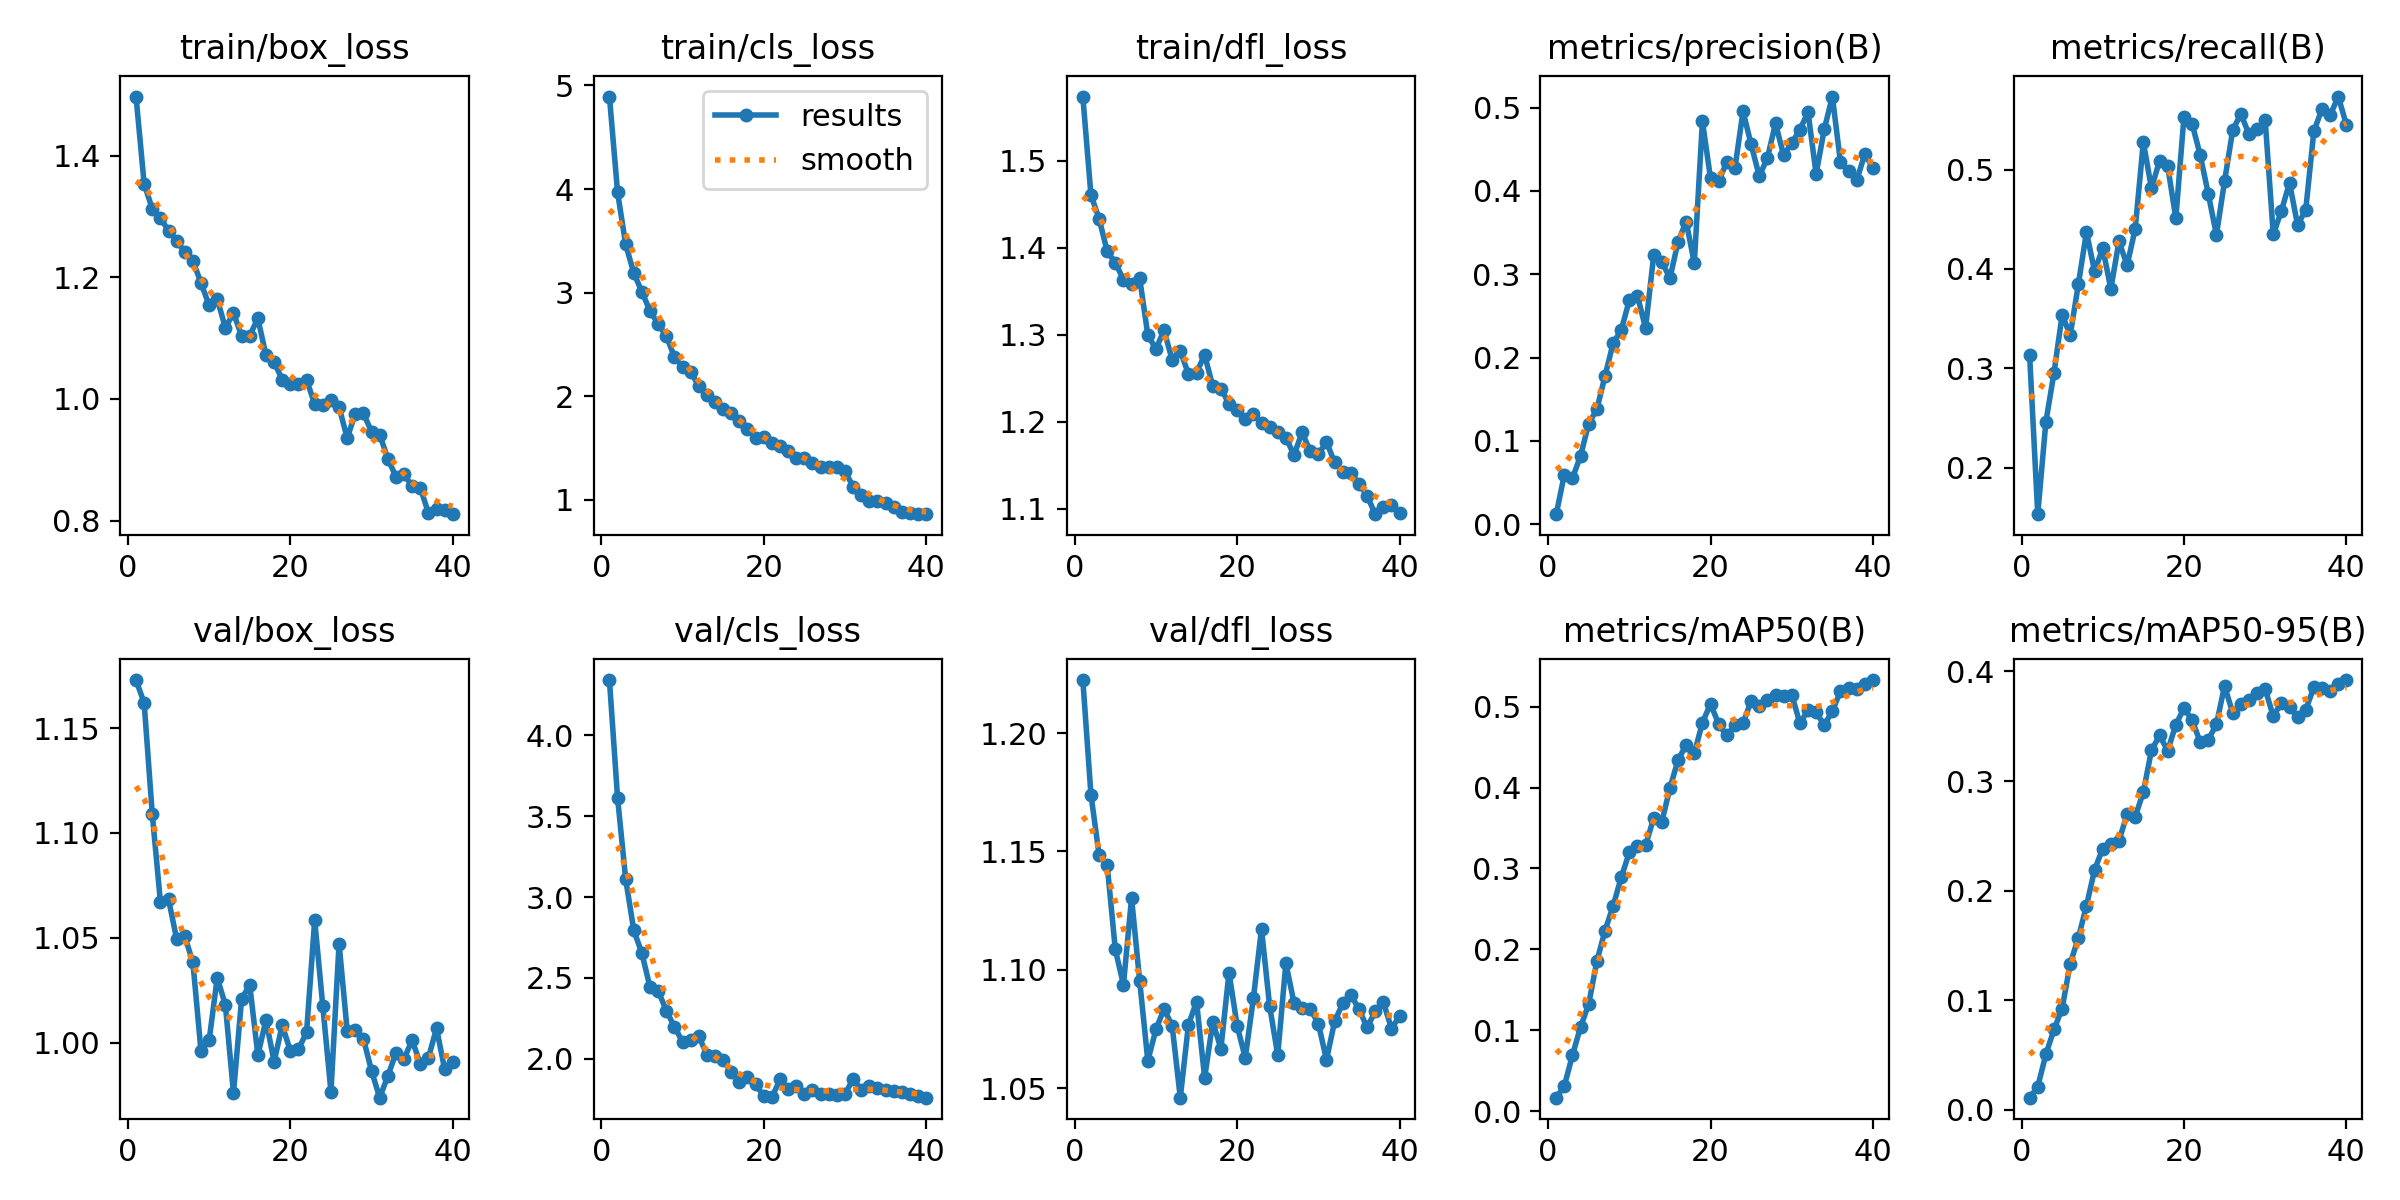 train/box_loss
1.4
1.2
1.0
0.8
0 20 40
train/cls_loss
results
smooth
5
4
3
2
1
0 20 40
train/dfl_loss
1.5
1.4
1.3
1.2
1.1
0 20 40
metrics/precision(B)
0.5
0.4
0.3
0.2
0.1
0.0
0 20 40
metrics/recall(B)
0.5
0.4
0.3
0.2
0 20 40
val/box_loss
1.15
1.10
1.05
1.00
0 20 40
val/cls_loss
4.0
3.5
3.0
2.5
2.0
0 20 40
val/dfl_loss
1.20
1.15
1.10
1.05
0 20 40
metrics/mAP50(B)
0.5
0.4
0.3
0.2
0.1
0.0
0 20 40
metrics/mAP50-95(B)
0.4
0.3
0.2
0.1
0.0
0 20 40